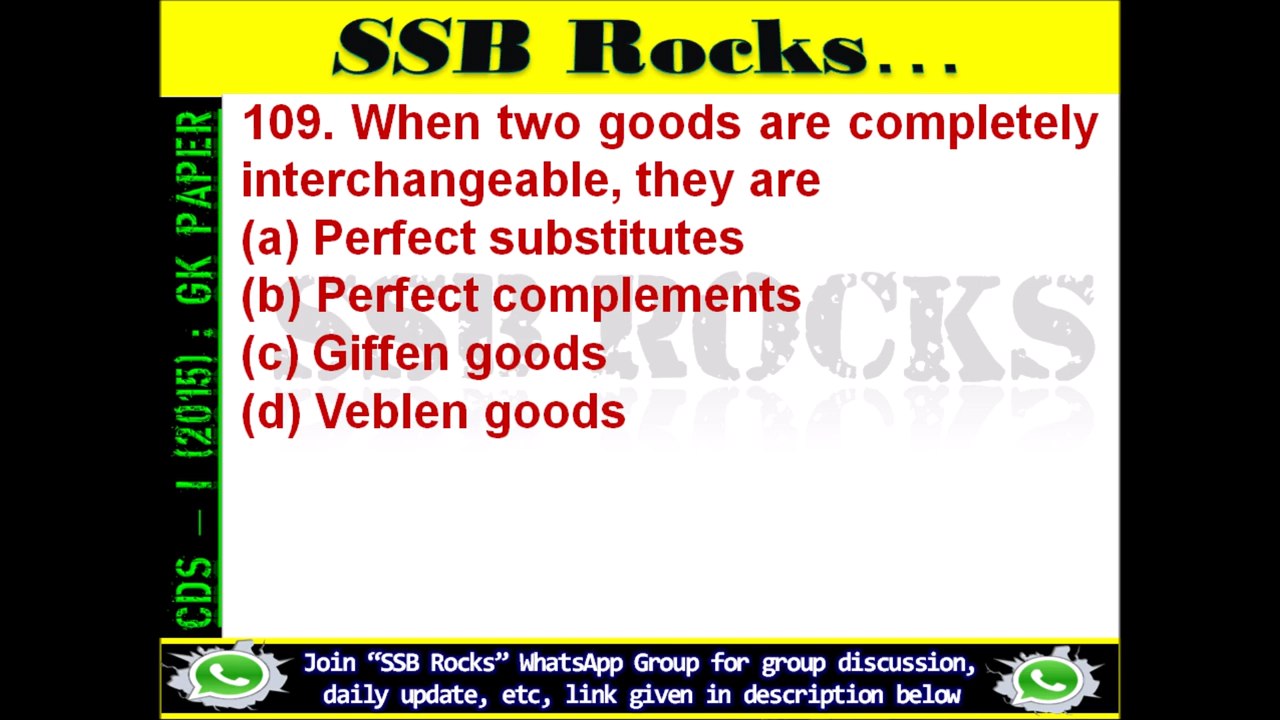 SSB Rocks...
CDS – I (2015) : GK PAPER
109. When two goods are completely
interchangeable, they are
(a) Perfect substitutes
(b) Perfect complements
(c) Giffen goods
(d) Veblen goods
SSB ROCKS
Join “SSB Rocks” WhatsApp Group for group discussion,
daily update, etc, link given in description below